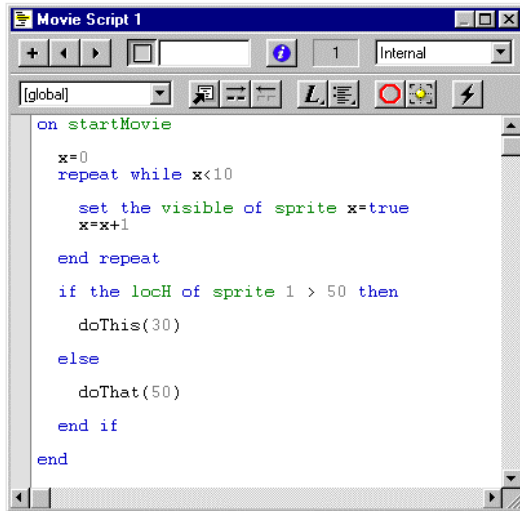 Movie Script 1
1
Internal
[global]
on startMovie
x=0
repeat while x<10
set the visible of sprite x=true
x=x+1
end repeat
if the locH of sprite 1 > 50 then
doThis(30)
else
doThat(50)
end if
end